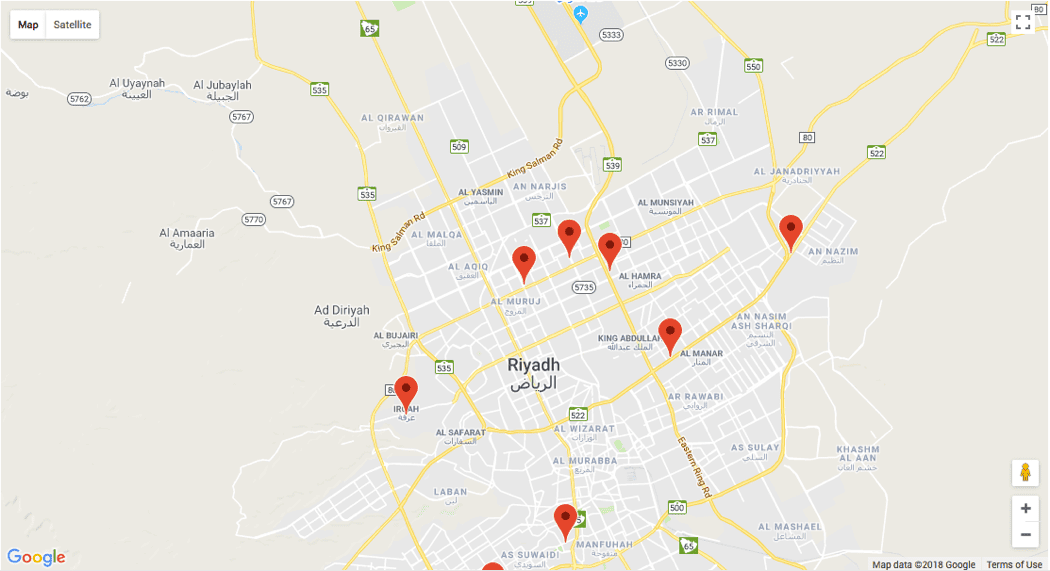 Map
Satellite
65
539
80
5333
522
5330
550
Al Uyaynah
العيينة
Al Jubaylah
الجبيلة
بوضة
5762
535
5767
AL QIRAWAN
القيروان
AR RIMAL
الرمال
537
80
509
522
King Salman Rd
539
AL JANADRIYYAH
الجنادرية
AL YASMIN
الياسمين
AN NARJIS
النرجس
535
5767
AL MUNSIYAH
المونسية
5770
537
King Salman Rd
Al Amaaria
العمارية
AL MALQA
الملقا
80
AN NAZIM
النظيم
AL AQIQ
العقيق
AL HAMRA
الحمراء
5735
AL MURUJ
المروج
Ad Diriyah
الدرعية
AN NASIM
ASH SHARQI
النسيم
الشرقي
AL BUJAIRI
البجيري
KING ABDULLAH
الملك عبدالله
AL MANAR
المنار
Riyadh
الرياض
535
80
IRQAH
عرقة
AR RAWABI
الروابي
522
AL SAFARAT
السفارات
AL WIZARAT
الوزارات
Eastern Ring Rd
AS SULAY
السلي
KHASHM
AL AAN
خشم العان
AL MURABBA
المربع
LABAN
لبن
500
AL MASHAEL
المشاعل
MANFUHAH
منفوحة
65
AS SUWAIDI
السويدي
Google
Map data ©2018 Google
Terms of Use